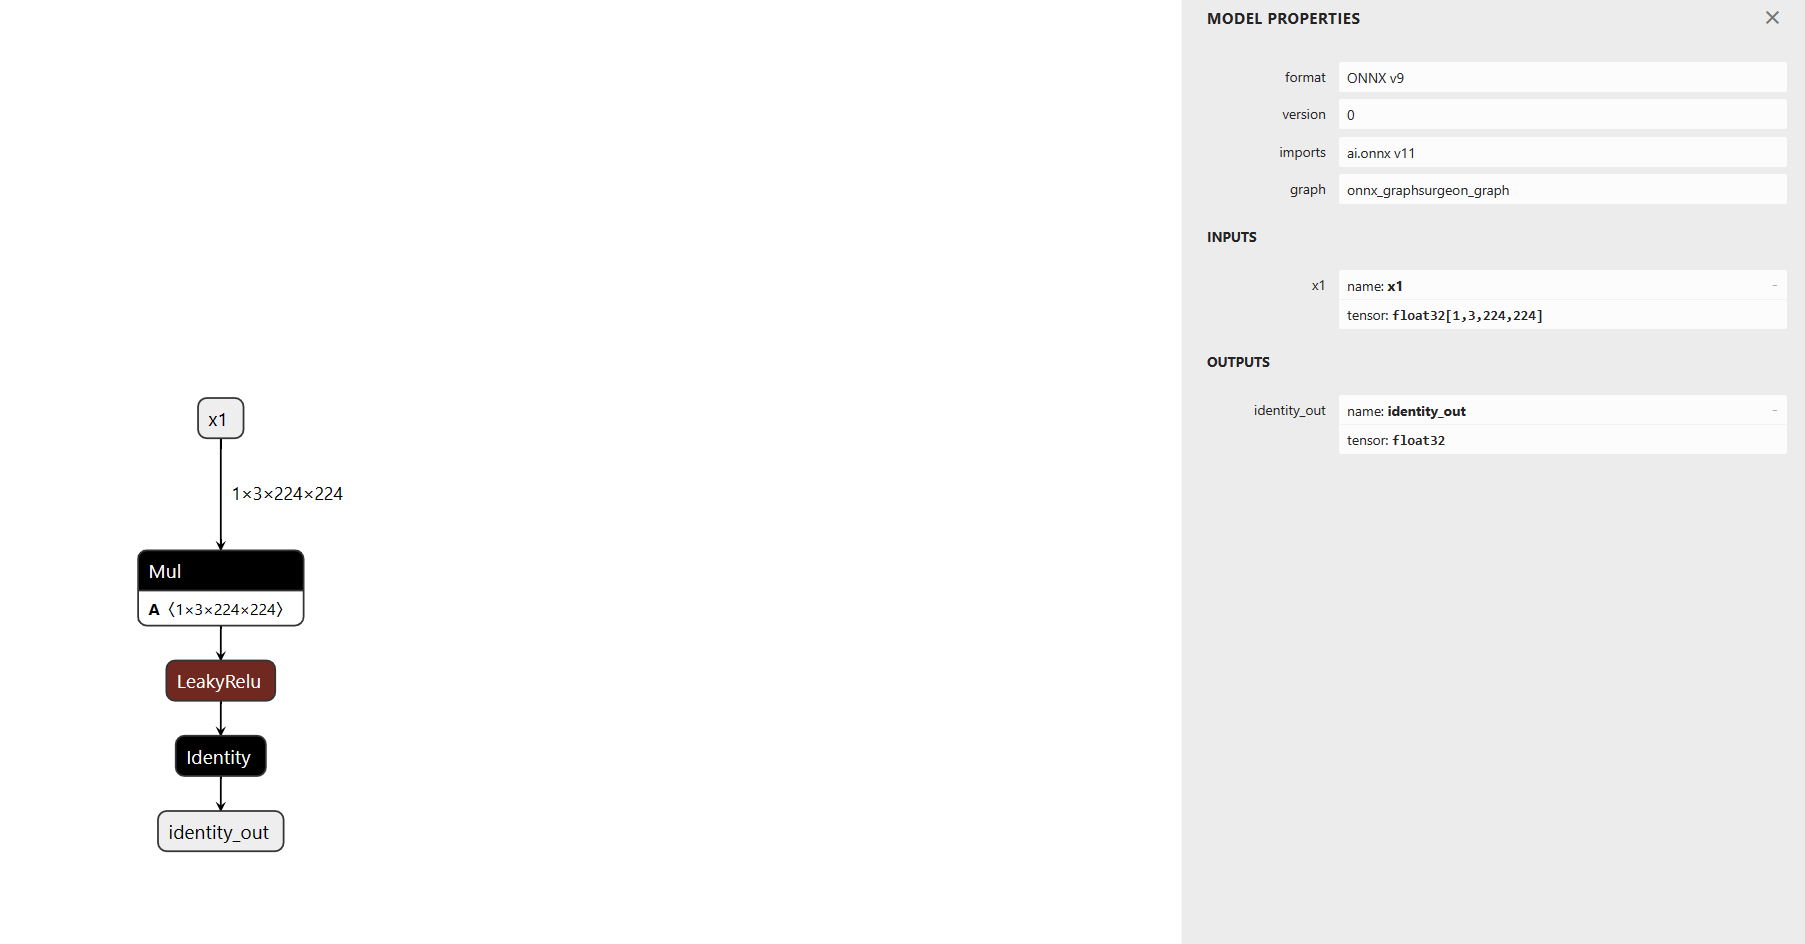 x1
1×3×224×224
Mul
A 〈1×3×224×224〉
LeakyRelu
Identity
identity_out
MODEL PROPERTIES
format ONNX v9
version 0
imports ai.onnx v11
graph onnx_graphsurgeon_graph
INPUTS
x1 name: x1 -
tensor: float32[1,3,224,224]
OUTPUTS
identity_out name: identity_out -
tensor: float32